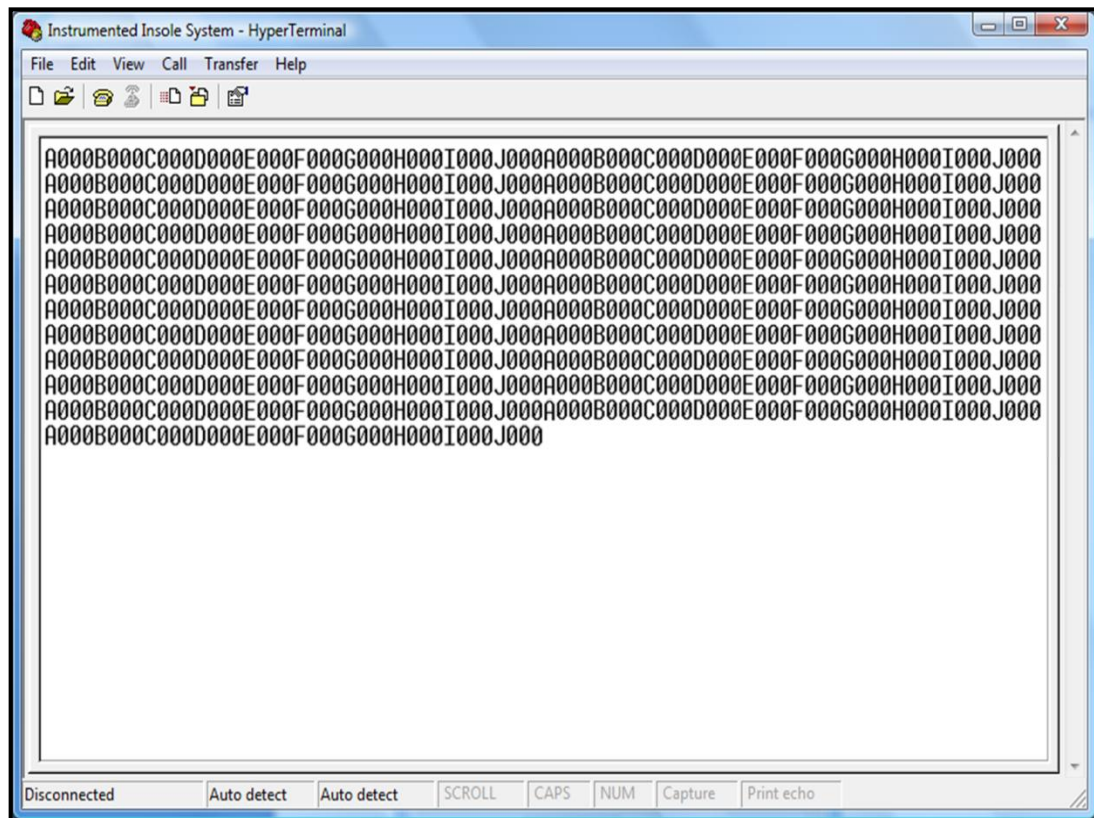 Instrumented Insole System - HyperTerminal
File Edit View Call Transfer Help
A000B000C000D000E000F000G000H000I000J000A000B000C000D000E000F000G000H000I000J000
A000B000C000D000E000F000G000H000I000J000A000B000C000D000E000F000G000H000I000J000
A000B000C000D000E000F000G000H000I000J000A000B000C000D000E000F000G000H000I000J000
A000B000C000D000E000F000G000H000I000J000A000B000C000D000E000F000G000H000I000J000
A000B000C000D000E000F000G000H000I000J000A000B000C000D000E000F000G000H000I000J000
A000B000C000D000E000F000G000H000I000J000A000B000C000D000E000F000G000H000I000J000
A000B000C000D000E000F000G000H000I000J000A000B000C000D000E000F000G000H000I000J000
A000B000C000D000E000F000G000H000I000J000A000B000C000D000E000F000G000H000I000J000
A000B000C000D000E000F000G000H000I000J000A000B000C000D000E000F000G000H000I000J000
A000B000C000D000E000F000G000H000I000J000A000B000C000D000E000F000G000H000I000J000
A000B000C000D000E000F000G000H000I000J000A000B000C000D000E000F000G000H000I000J000
A000B000C000D000E000F000G000H000I000J000
Disconnected Auto detect Auto detect SCROLL CAPS NUM Capture Print echo